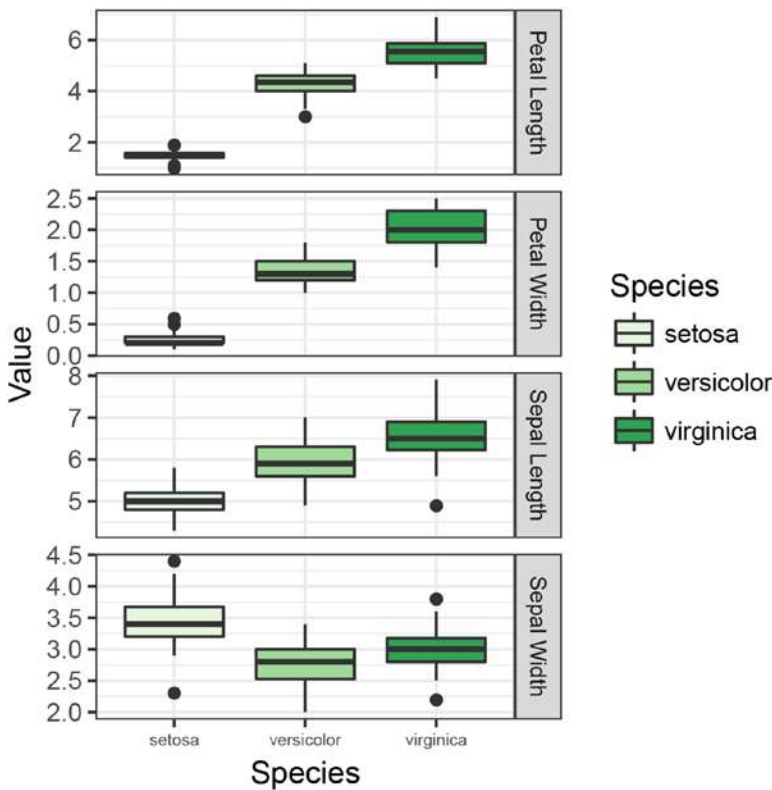 6
4
2
Petal Length
2.5
2.0
1.5
1.0
0.5
0.0
Petal Width
8
7
6
5
Sepal Length
4.5
4.0
3.5
3.0
2.5
2.0
Sepal Width
Value
setosa versicolor virginica
Species
Species
setosa
versicolor
virginica